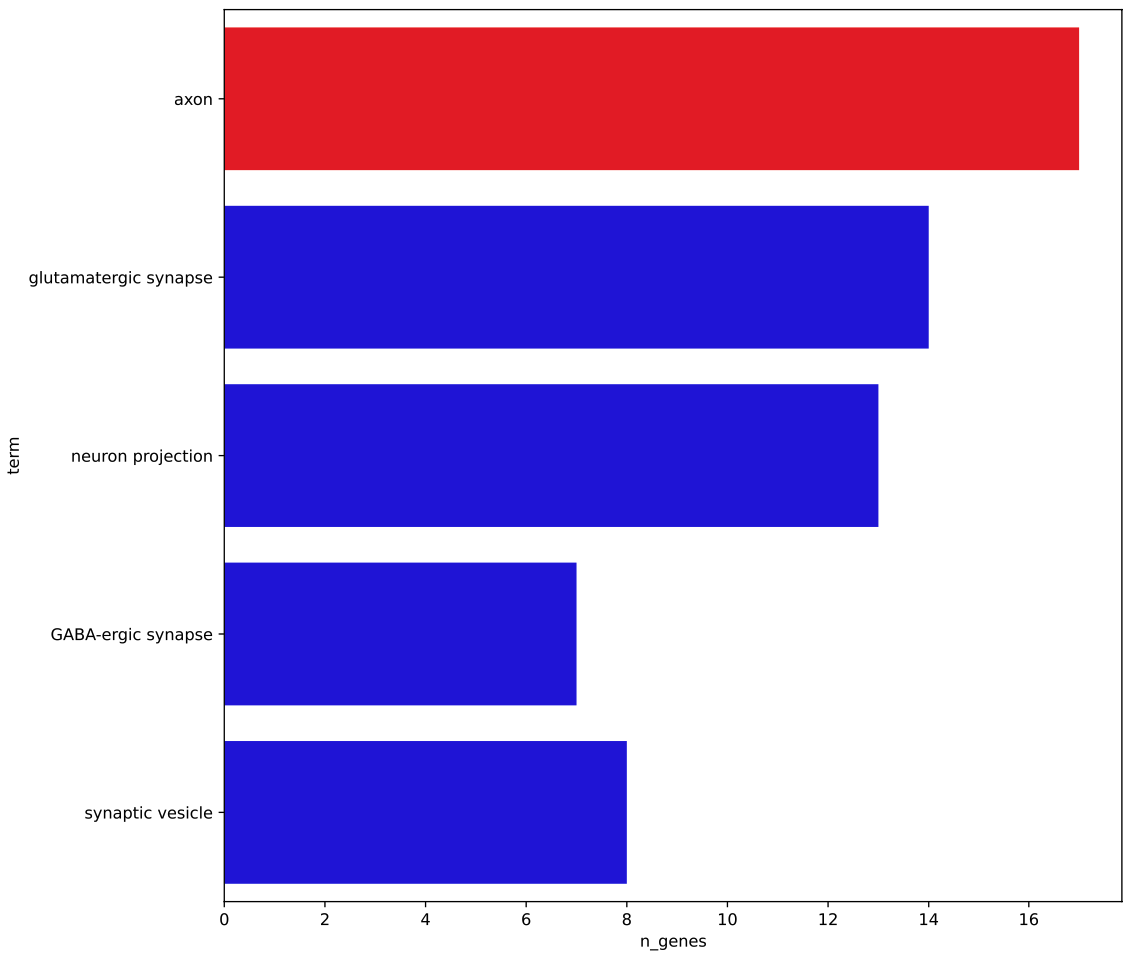 axon
glutamatergic synapse
neuron projection
GABA-ergic synapse
synaptic vesicle
term
0 2 4 6 8 10 12 14 16
n_genes